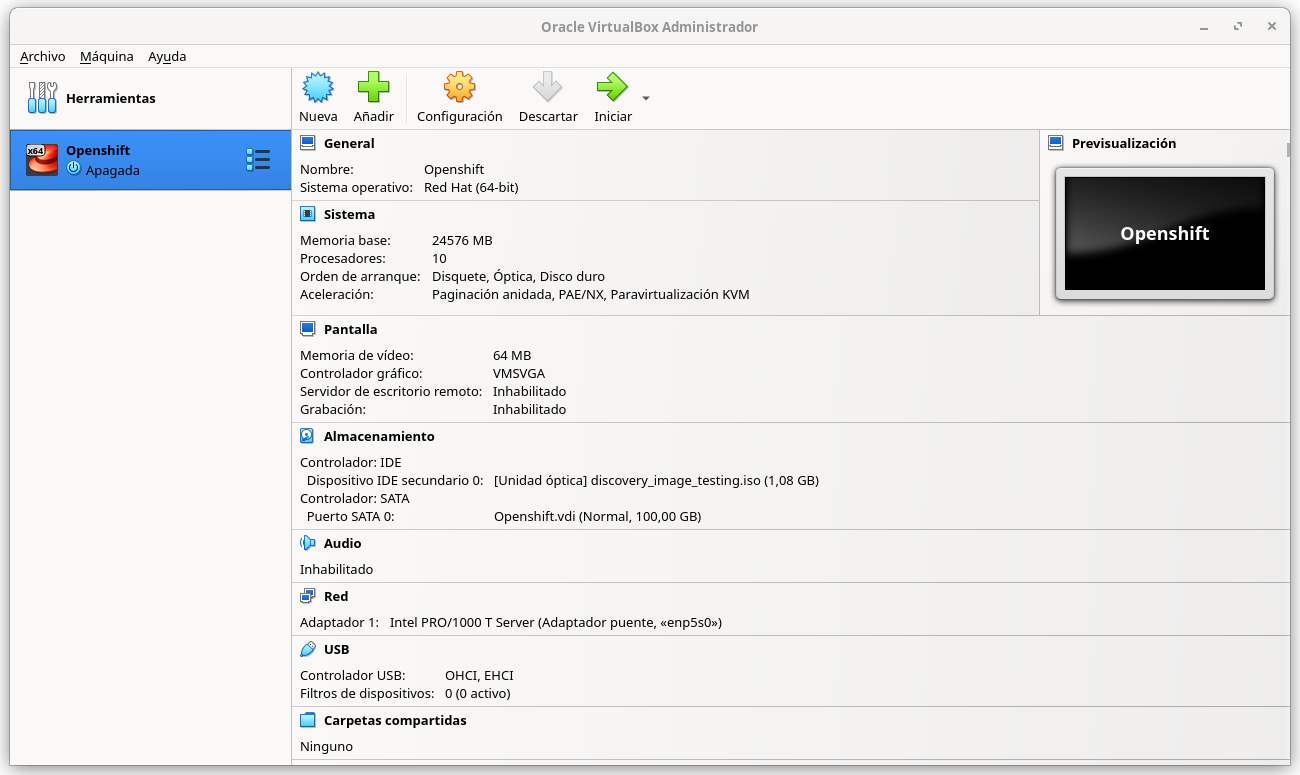 Oracle VirtualBox Administrador
Archivo Máquina Ayuda
Herramientas
Nueva Añadir Configuración Descartar Iniciar
x64
Openshift
Apagada
General
Nombre: Openshift
Sistema operativo: Red Hat (64-bit)
Previsualización
Openshift
Sistema
Memoria base: 24576 MB
Procesadores: 10
Orden de arranque: Disquete, Óptica, Disco duro
Aceleración: Paginación anidada, PAE/NX, Paravirtualización KVM
Pantalla
Memoria de vídeo: 64 MB
Controlador gráfico: VMSVGA
Servidor de escritorio remoto: Inhabilitado
Grabación: Inhabilitado
Almacenamiento
Controlador: IDE
Dispositivo IDE secundario 0: [Unidad óptica] discovery_image_testing.iso (1,08 GB)
Controlador: SATA
Puerto SATA 0: Openshift.vdi (Normal, 100,00 GB)
Audio
Inhabilitado
Red
Adaptador 1: Intel PRO/1000 T Server (Adaptador puente, «enp5s0»)
USB
Controlador USB: OHCI, EHCI
Filtros de dispositivos: 0 (0 activo)
Carpetas compartidas
Ninguno